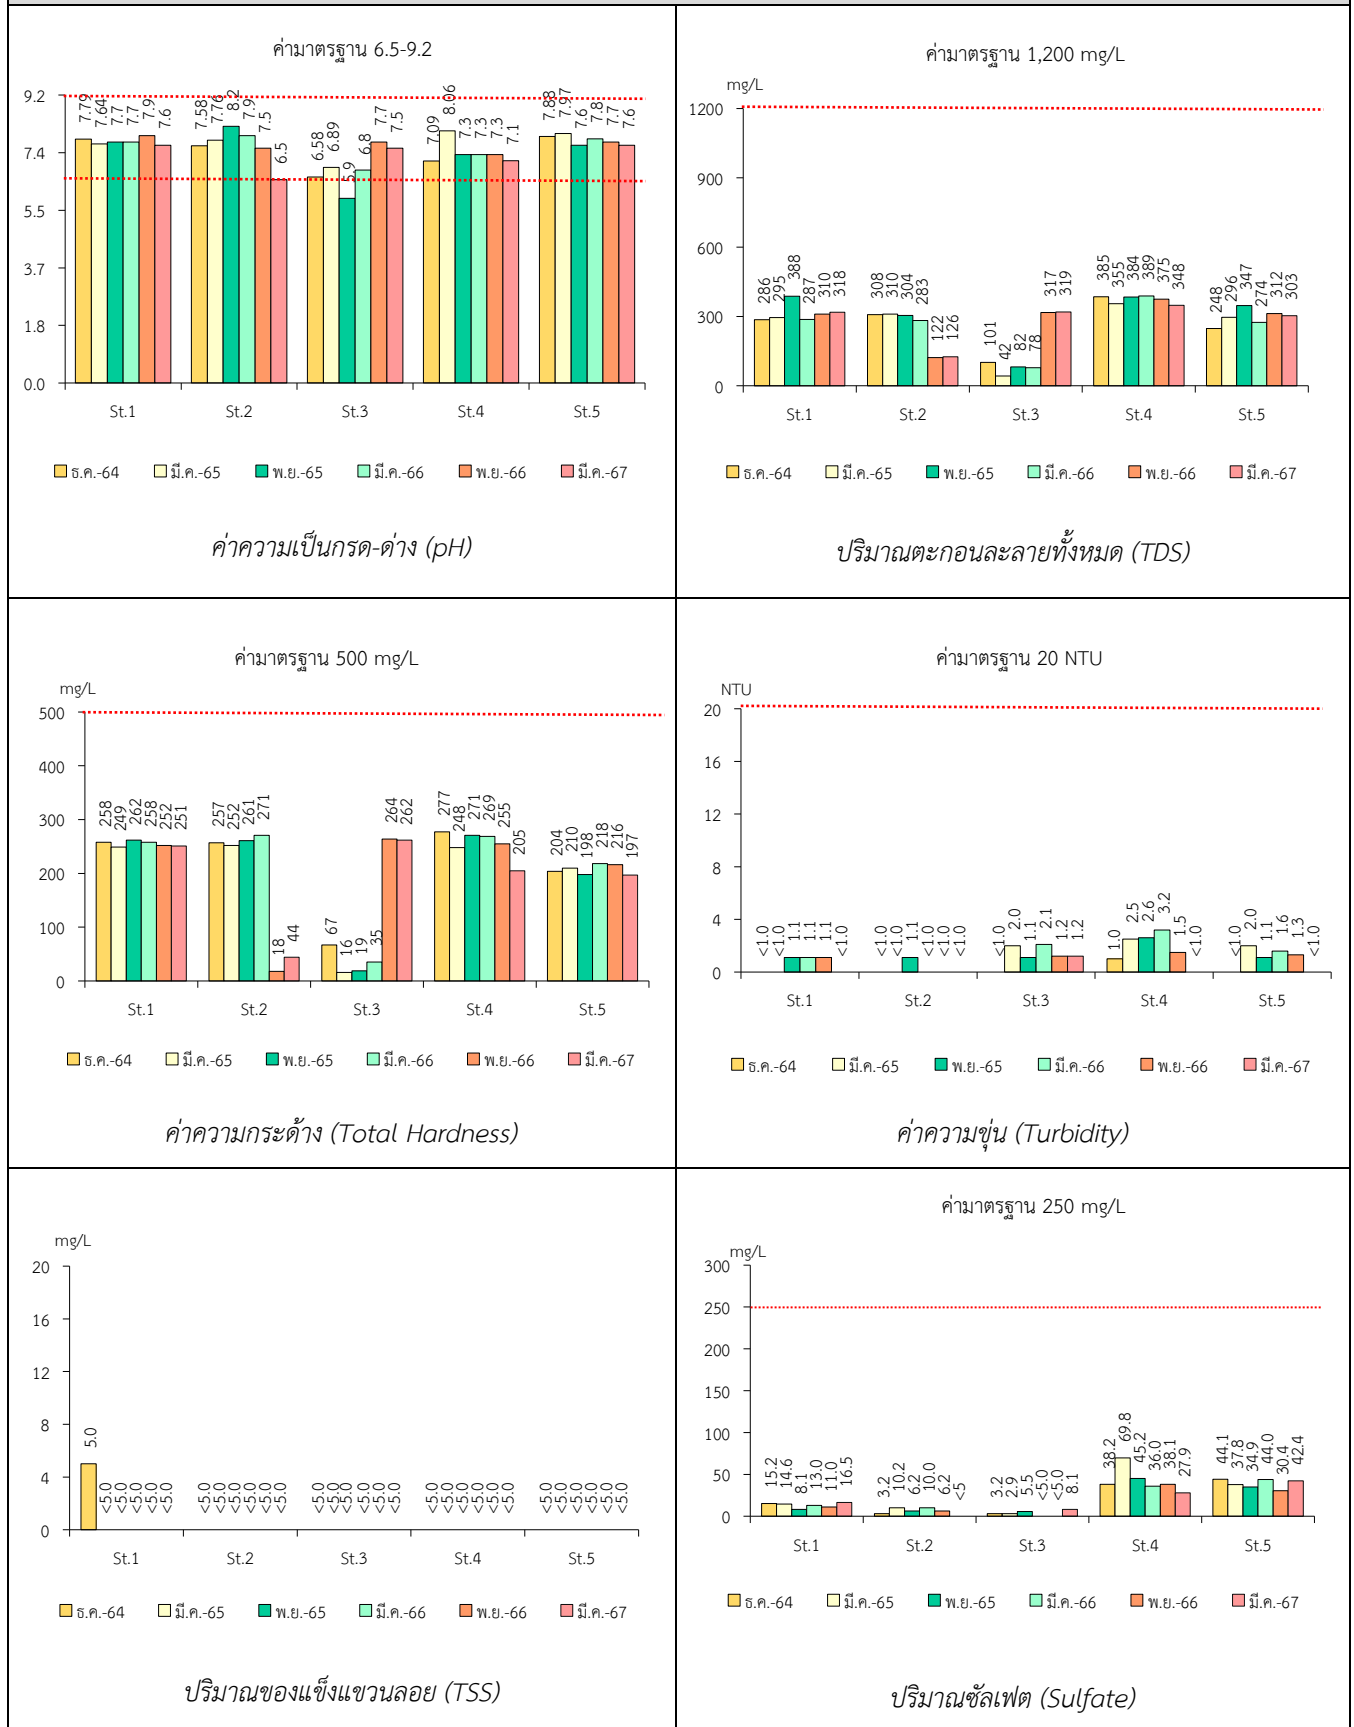 ค่ามาตรฐาน 6.5-9.2
9.2
7.4
5.5
3.7
1.8
0.0
7.79 7.64 7.7 7.7 7.9 7.6
7.58 7.76 8.2 7.9 7.5 6.5
6.58 6.89 5.9 6.8 7.7 7.5
7.09 8.06 7.3 7.3 7.3 7.1
7.88 7.97 7.6 7.8 7.7 7.6
St.1 St.2 St.3 St.4 St.5
ธ.ค.-64 มี.ค.-65 พ.ย.-65 มี.ค.-66 พ.ย.-66 มี.ค.-67
ค่าความเป็นกรด-ด่าง (pH)
ค่ามาตรฐาน 1,200 mg/L
mg/L
1200
900
600
300
0
286 295 388 287 310 318
308 310 304 283 122 126
101 42 82 78 317 319
385 355 384 389 375 348
248 296 347 274 312 303
St.1 St.2 St.3 St.4 St.5
ธ.ค.-64 มี.ค.-65 พ.ย.-65 มี.ค.-66 พ.ย.-66 มี.ค.-67
ปริมาณตะกอนละลายทั้งหมด (TDS)
ค่ามาตรฐาน 500 mg/L
mg/L
500
400
300
200
100
0
258 249 262 258 252 251
257 252 261 271 18 44
67 16 19 35 264 262
277 248 271 269 255 205
204 210 198 218 216 197
St.1 St.2 St.3 St.4 St.5
ธ.ค.-64 มี.ค.-65 พ.ย.-65 มี.ค.-66 พ.ย.-66 มี.ค.-67
ค่าความกระด้าง (Total Hardness)
ค่ามาตรฐาน 20 NTU
NTU
20
16
12
8
4
0
<1.0 <1.0 1.1 1.1 1.1 <1.0
<1.0 <1.0 1.1 <1.0 <1.0 <1.0
<1.0 2.0 1.1 2.1 1.2 1.2
1.0 2.5 2.6 3.2 1.5 <1.0
<1.0 2.0 1.1 1.6 1.3 <1.0
St.1 St.2 St.3 St.4 St.5
ธ.ค.-64 มี.ค.-65 พ.ย.-65 มี.ค.-66 พ.ย.-66 มี.ค.-67
ค่าความขุ่น (Turbidity)
mg/L
20
16
12
8
4
0
5.0 <5.0 <5.0 <5.0 <5.0 <5.0
<5.0 <5.0 <5.0 <5.0 <5.0 <5.0
<5.0 <5.0 <5.0 <5.0 <5.0 <5.0
<5.0 <5.0 <5.0 <5.0 <5.0 <5.0
<5.0 <5.0 <5.0 <5.0 <5.0 <5.0
St.1 St.2 St.3 St.4 St.5
ธ.ค.-64 มี.ค.-65 พ.ย.-65 มี.ค.-66 พ.ย.-66 มี.ค.-67
ปริมาณของแข็งแขวนลอย (TSS)
ค่ามาตรฐาน 250 mg/L
mg/L
300
250
200
150
100
50
0
15.2 14.6 8.1 13.0 11.0 16.5
3.2 10.2 6.2 10.0 6.2 <5
3.2 2.9 5.5 <5.0 <5.0 8.1
38.2 69.8 45.2 36.0 38.1 27.9
44.1 37.8 34.9 44.0 30.4 42.4
St.1 St.2 St.3 St.4 St.5
ธ.ค.-64 มี.ค.-65 พ.ย.-65 มี.ค.-66 พ.ย.-66 มี.ค.-67
ปริมาณซัลเฟต (Sulfate)